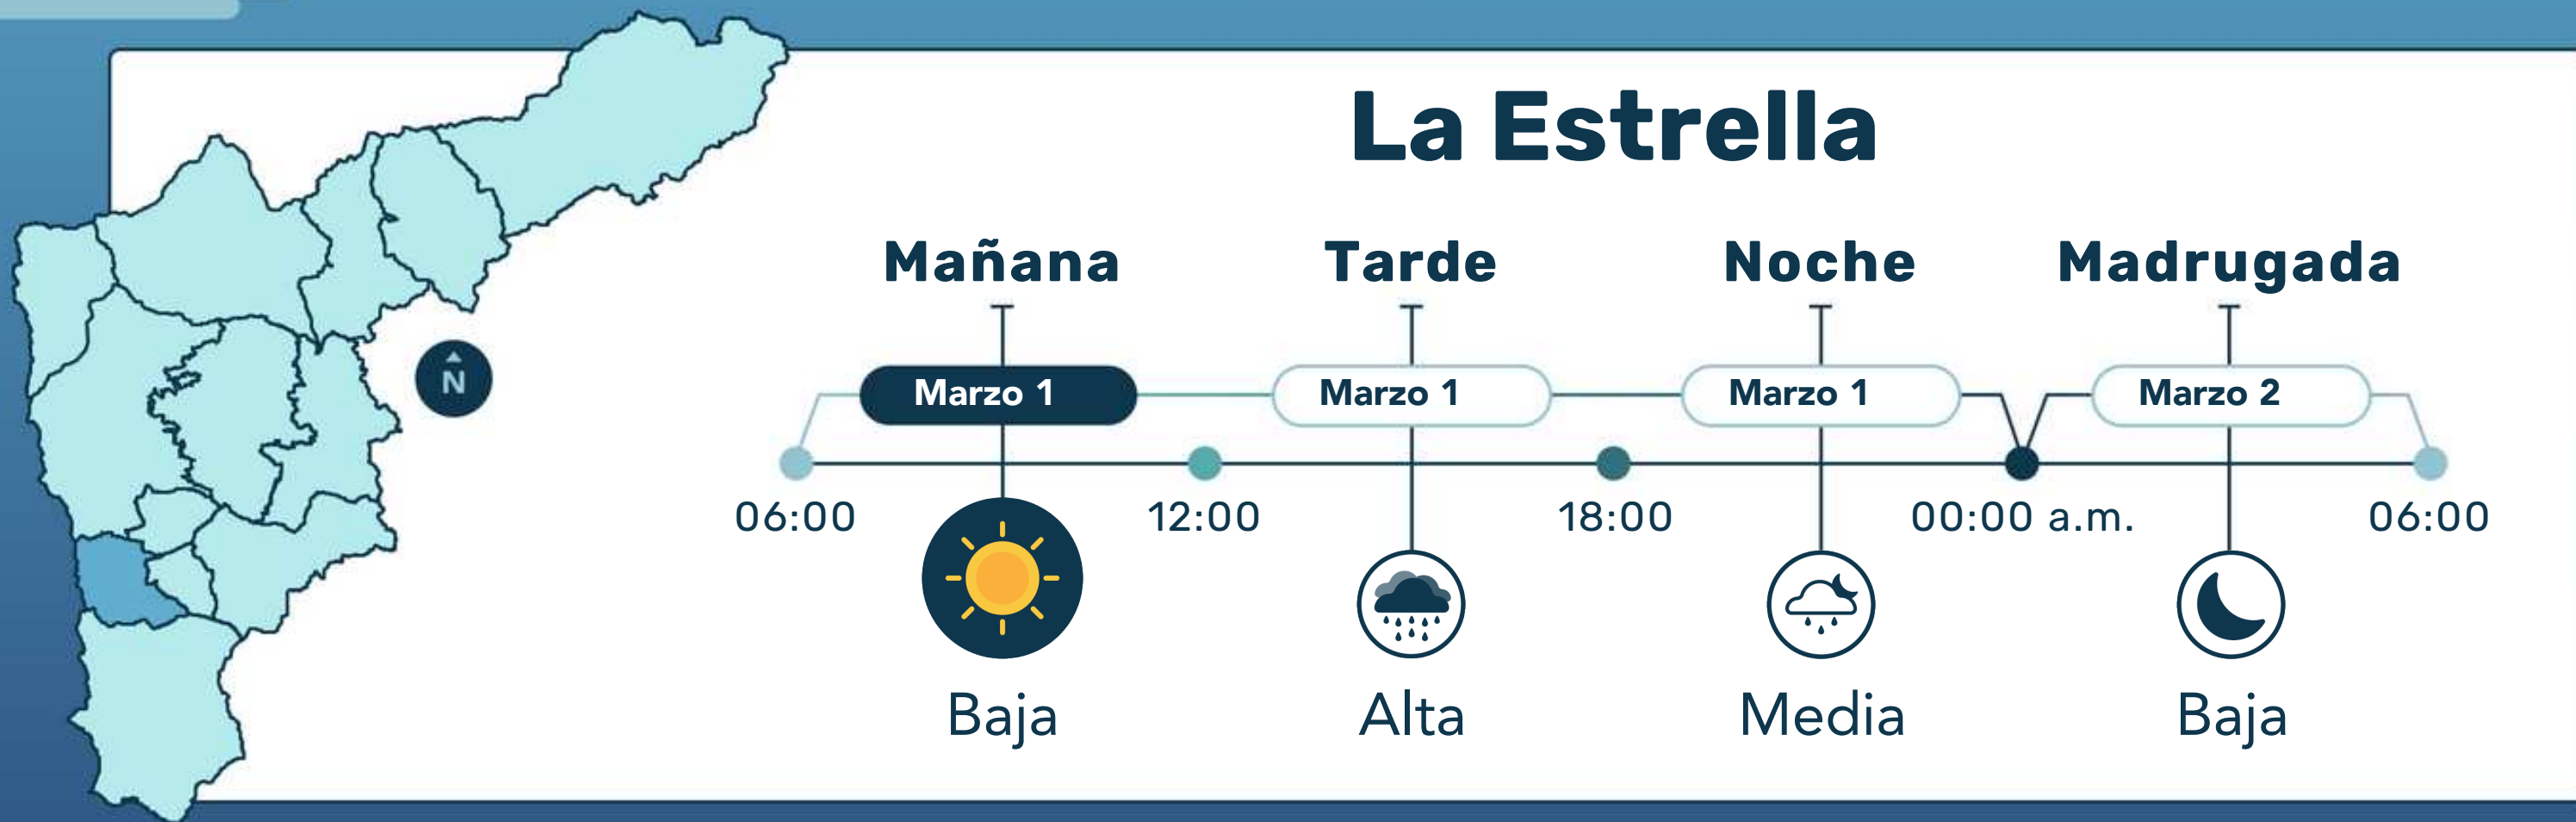 La Estrella
Mañana Tarde Noche Madrugada
N
Marzo 1 Marzo 1 Marzo 1 Marzo 2
06:00 12:00 18:00 00:00 a.m. 06:00
Baja Alta Media Baja